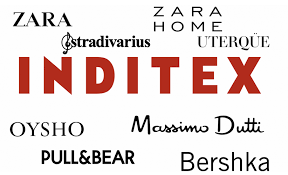 ZARA
ZARA
HOME
Stradivarius
UTERQÜE
INDITEX
OYSHO
Massimo Dutti
PULL&BEAR
Bershka